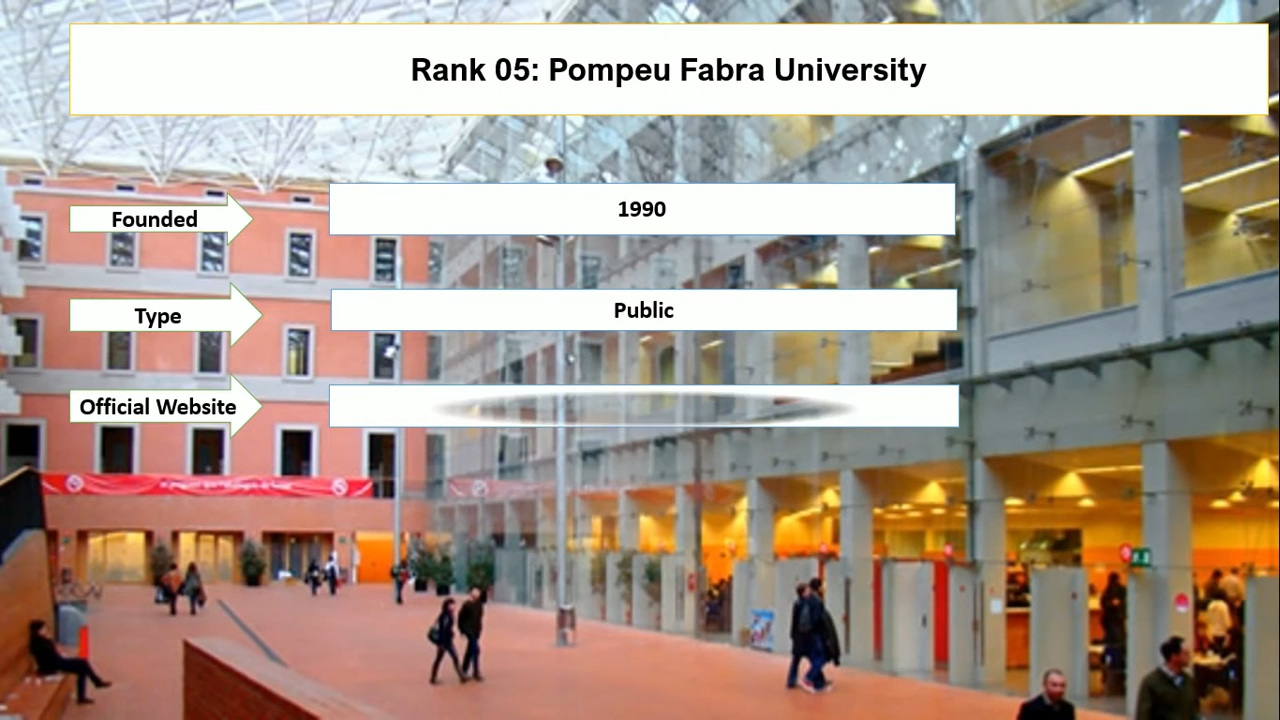 Rank 05: Pompeu Fabra University
Founded
1990
Type
Public
Official Website